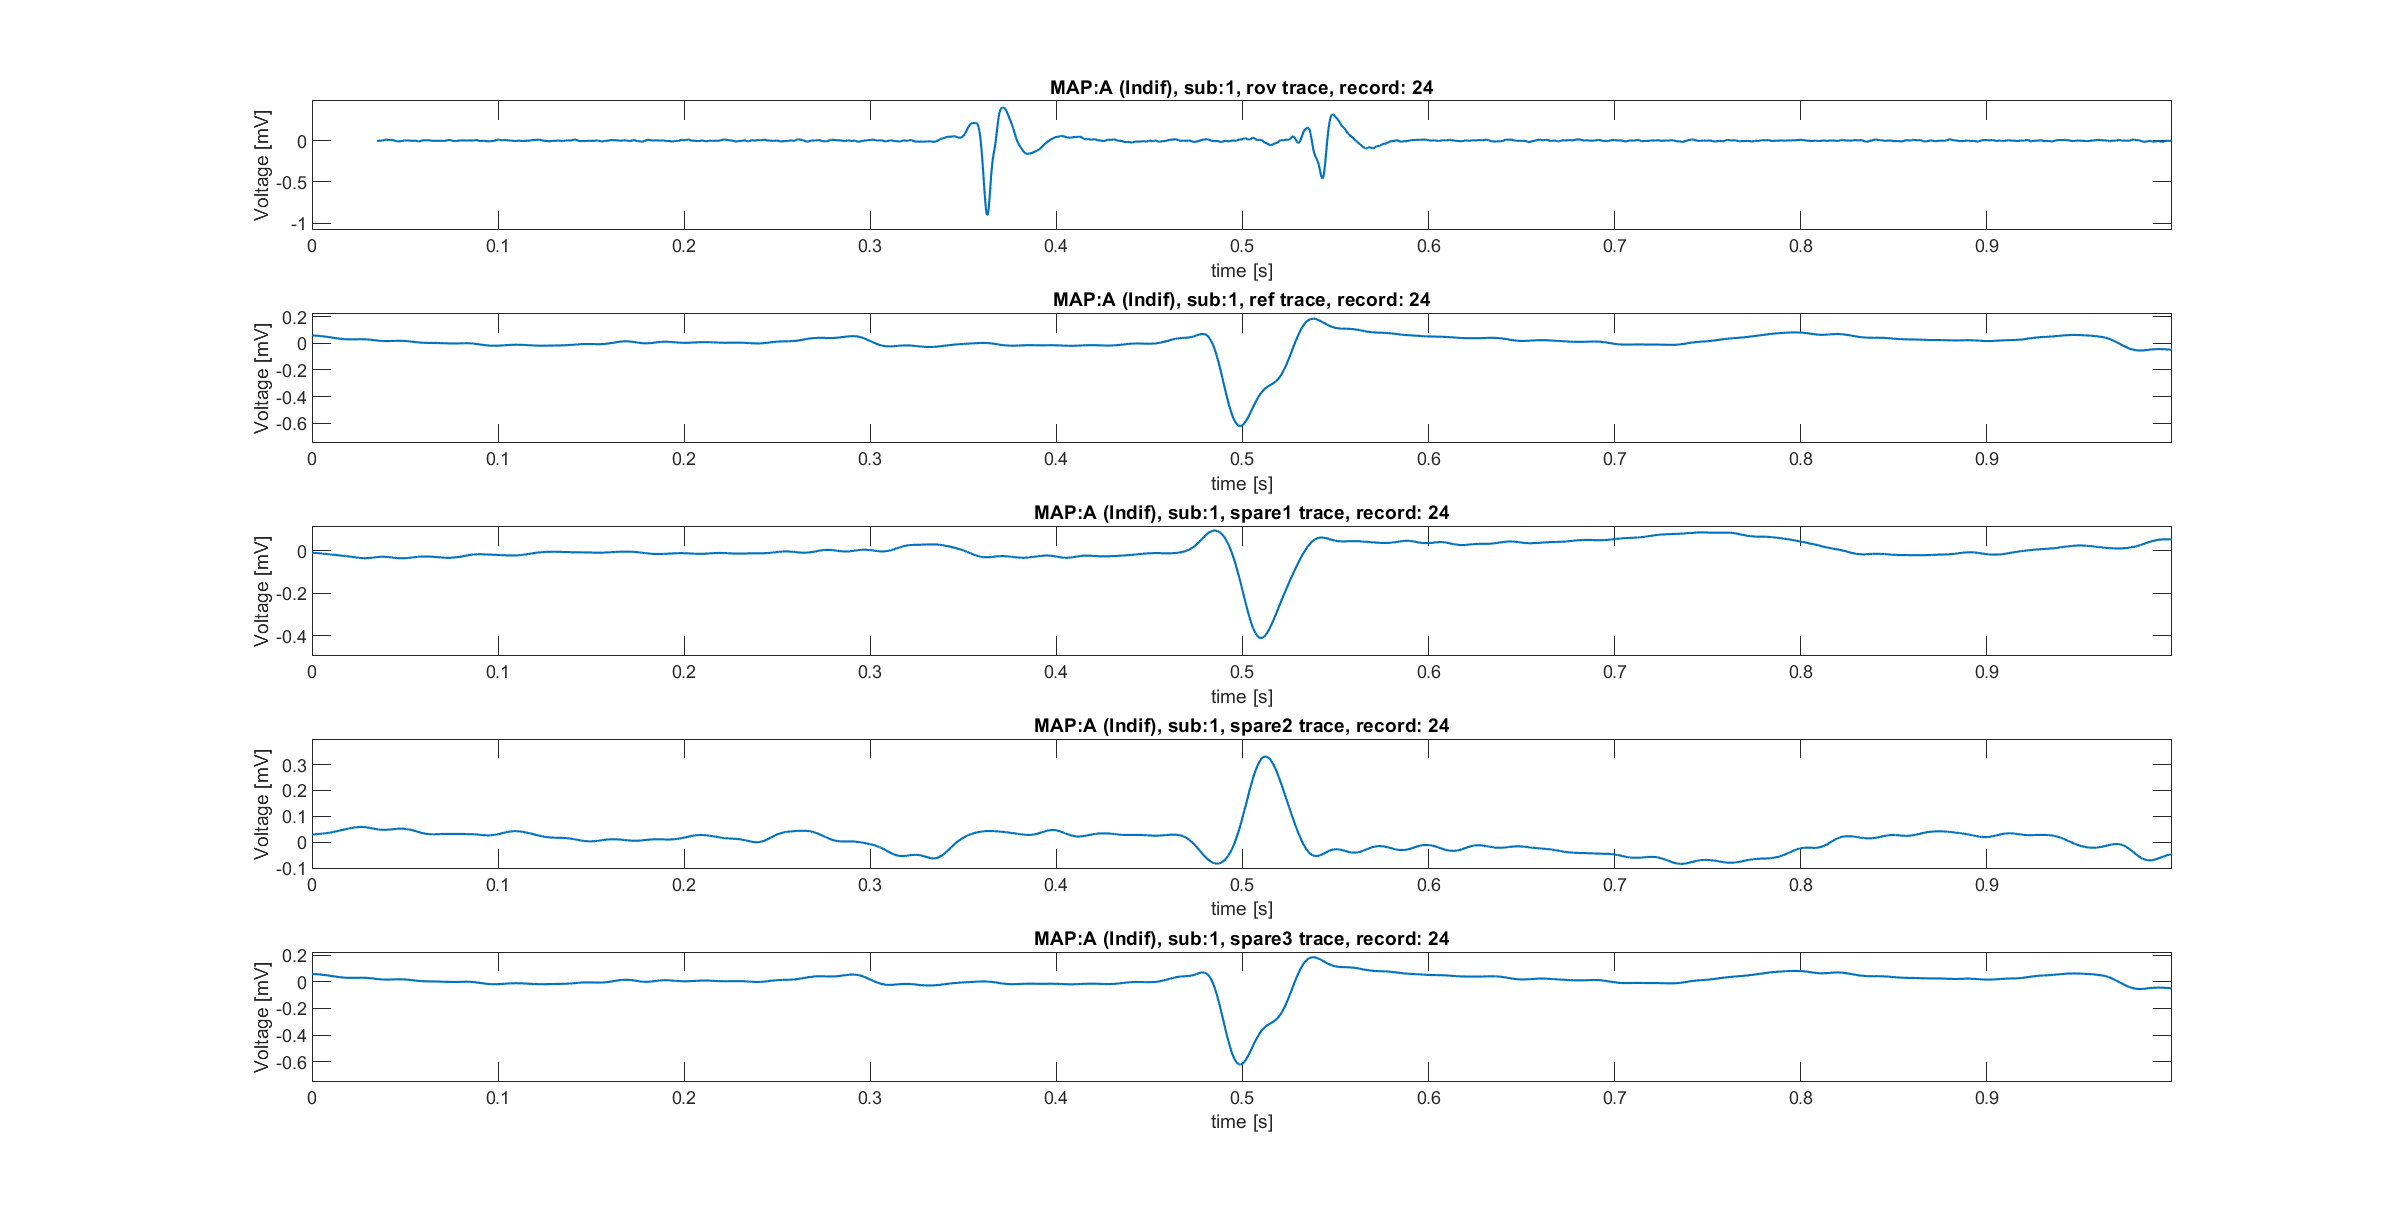 MAP:A (Indif), sub:1, rov trace, record: 24
Voltage [mV]
0
-0.5
-1
0 0.1 0.2 0.3 0.4 0.5 0.6 0.7 0.8 0.9
time [s]
MAP:A (Indif), sub:1, ref trace, record: 24
Voltage [mV]
0.2
0
-0.2
-0.4
-0.6
0 0.1 0.2 0.3 0.4 0.5 0.6 0.7 0.8 0.9
time [s]
MAP:A (Indif), sub:1, spare1 trace, record: 24
Voltage [mV]
0
-0.2
-0.4
0 0.1 0.2 0.3 0.4 0.5 0.6 0.7 0.8 0.9
time [s]
MAP:A (Indif), sub:1, spare2 trace, record: 24
Voltage [mV]
0.3
0.2
0.1
0
-0.1
0 0.1 0.2 0.3 0.4 0.5 0.6 0.7 0.8 0.9
time [s]
MAP:A (Indif), sub:1, spare3 trace, record: 24
Voltage [mV]
0.2
0
-0.2
-0.4
-0.6
0 0.1 0.2 0.3 0.4 0.5 0.6 0.7 0.8 0.9
time [s]